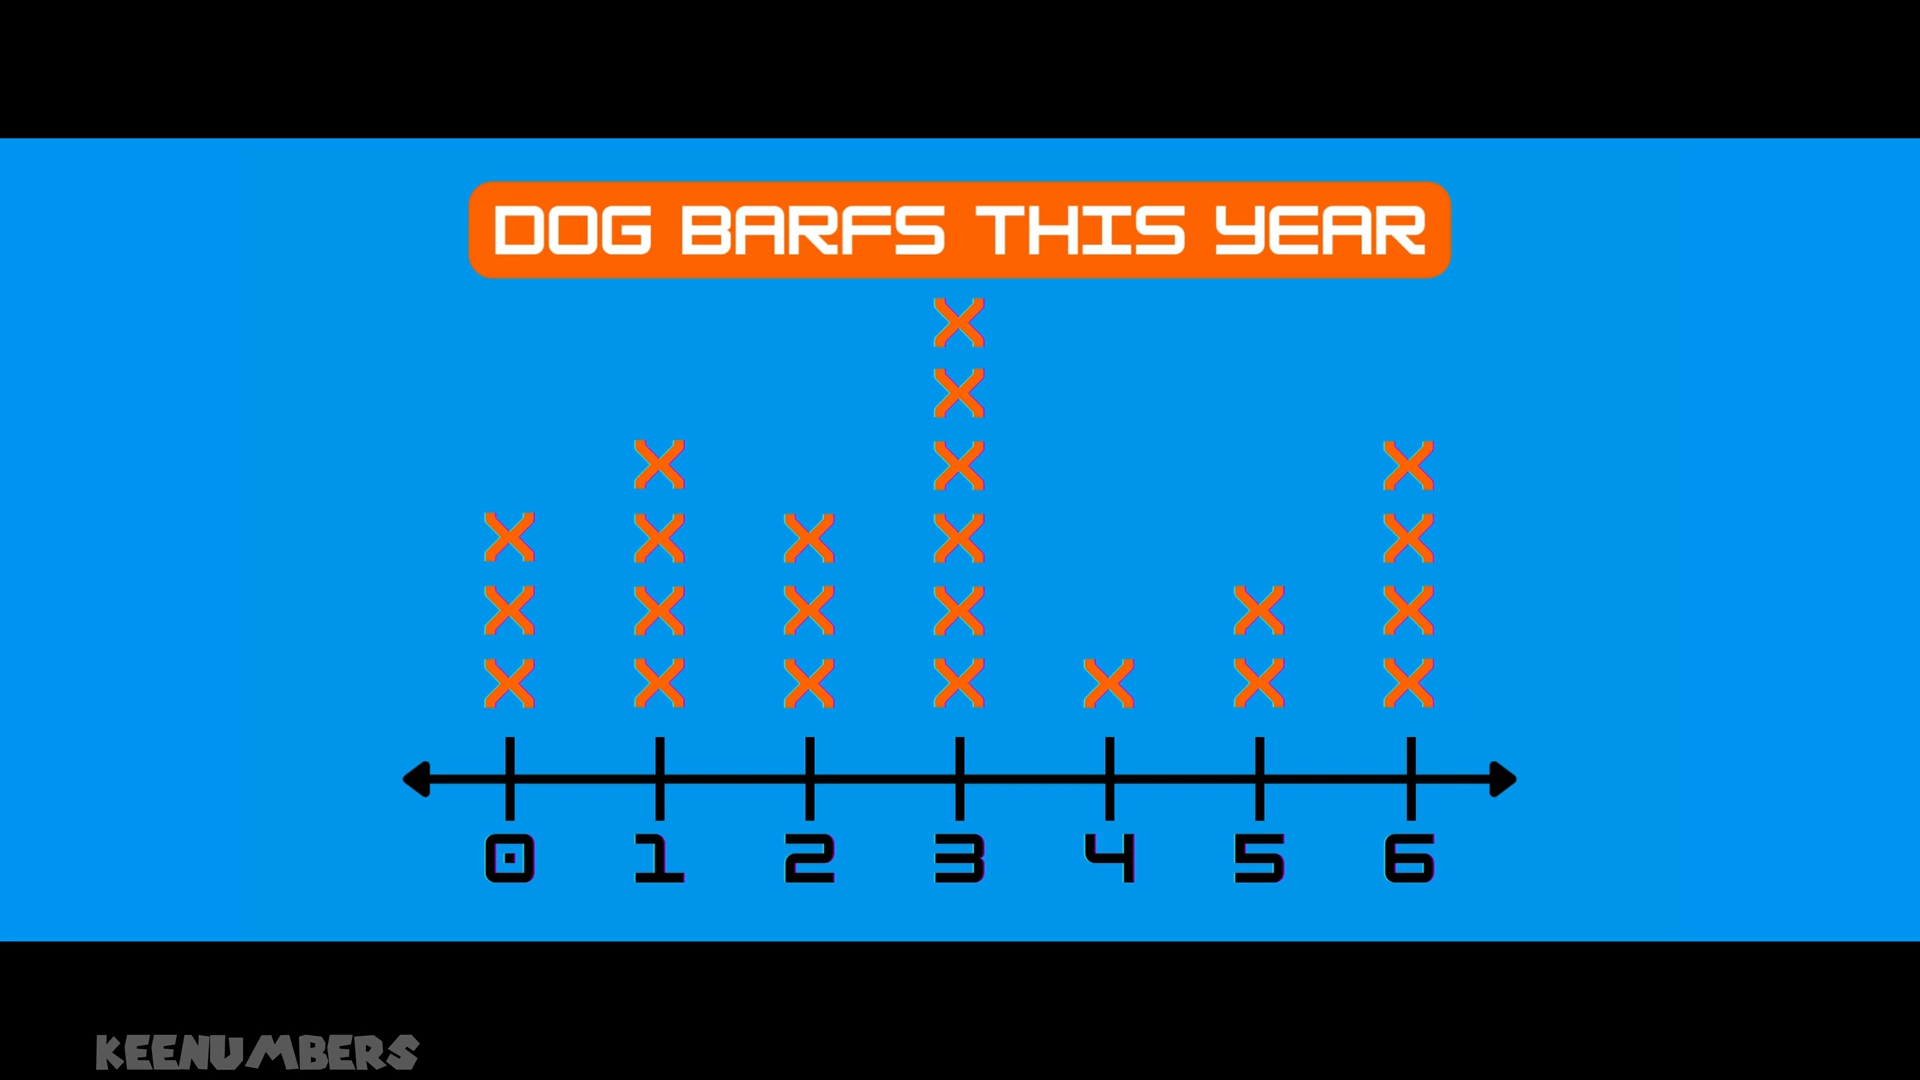 DOG BARFS THIS YEAR
X
X
X X X
X X X X X
X X X X X X
X X X X X X X
0 1 2 3 4 5 6
KEENUMBERS